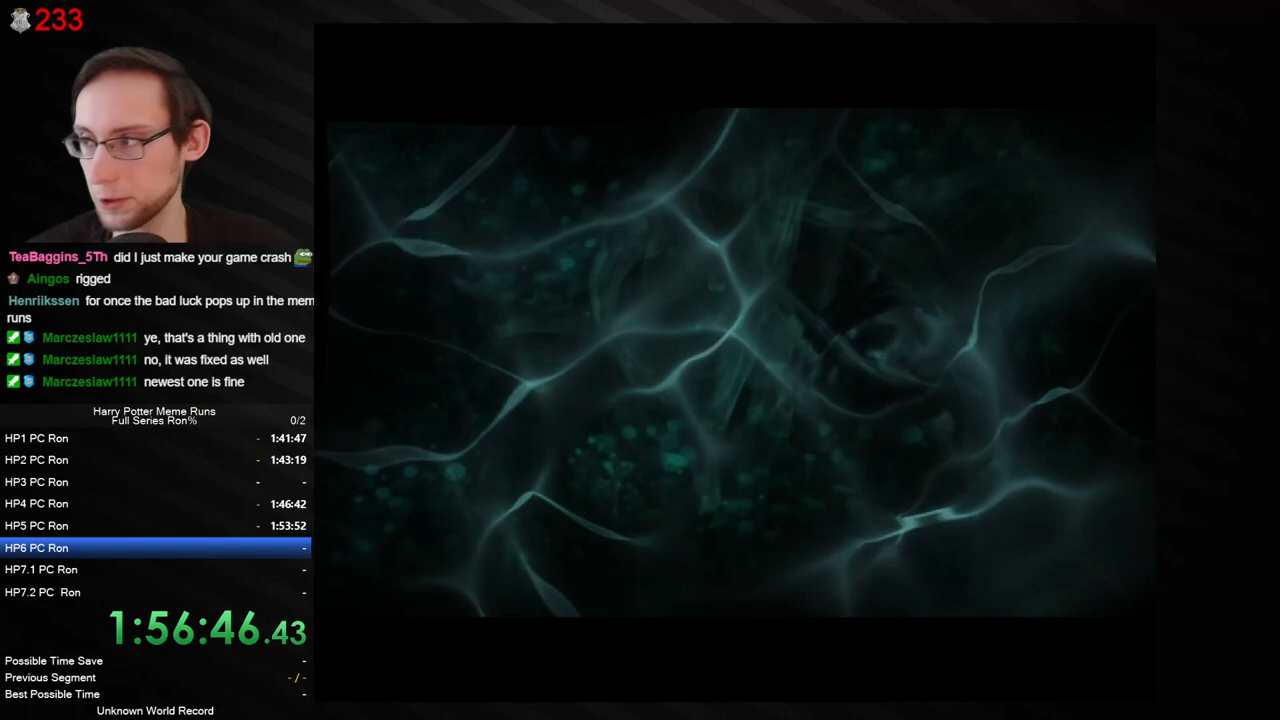 233
TeaBaggins_5Th did I just make your game crash
Aingos rigged
Henriikssen for once the bad luck pops up in the mem
runs
Marczeslaw1111 ye, that's a thing with old one
Marczeslaw1111 no, it was fixed as well
Marczeslaw1111 newest one is fine
Harry Potter Meme Runs
Full Series Ron% 0/2
HP1 PC Ron - 1:41:47
HP2 PC Ron - 1:43:19
HP3 PC Ron - -
HP4 PC Ron - 1:46:42
HP5 PC Ron - 1:53:52
HP6 PC Ron -
HP7.1 PC Ron -
HP7.2 PC Ron -
1:56:46.43
Possible Time Save -
Previous Segment - / -
Best Possible Time -
Unknown World Record